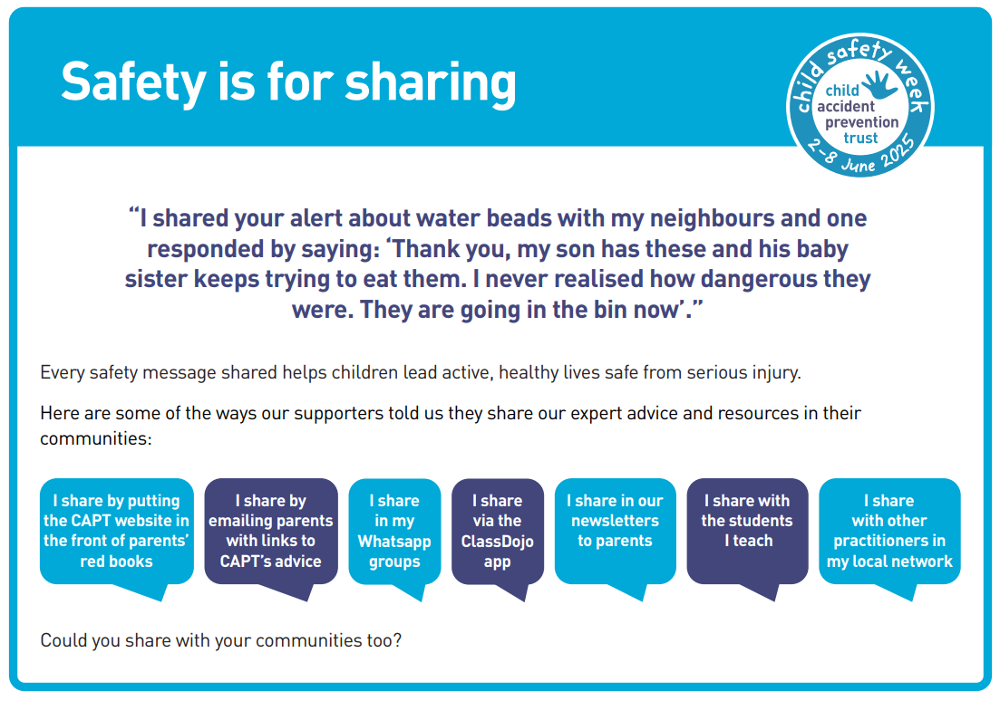 Safety is for sharing
child safety week
child
accident
prevention
trust
2-8 June 2025
“I shared your alert about water beads with my neighbours and one
responded by saying: ‘Thank you, my son has these and his baby
sister keeps trying to eat them. I never realised how dangerous they
were. They are going in the bin now’.”
Every safety message shared helps children lead active, healthy lives safe from serious injury.
Here are some of the ways our supporters told us they share our expert advice and resources in their
communities:
I share by putting
the CAPT website in
the front of parents’
red books
I share by
emailing parents
with links to
CAPT’s advice
I share
in my
Whatsapp
groups
I share
via the
ClassDojo
app
I share in our
newsletters
to parents
I share with
the students
I teach
I share
with other
practitioners in
my local network
Could you share with your communities too?